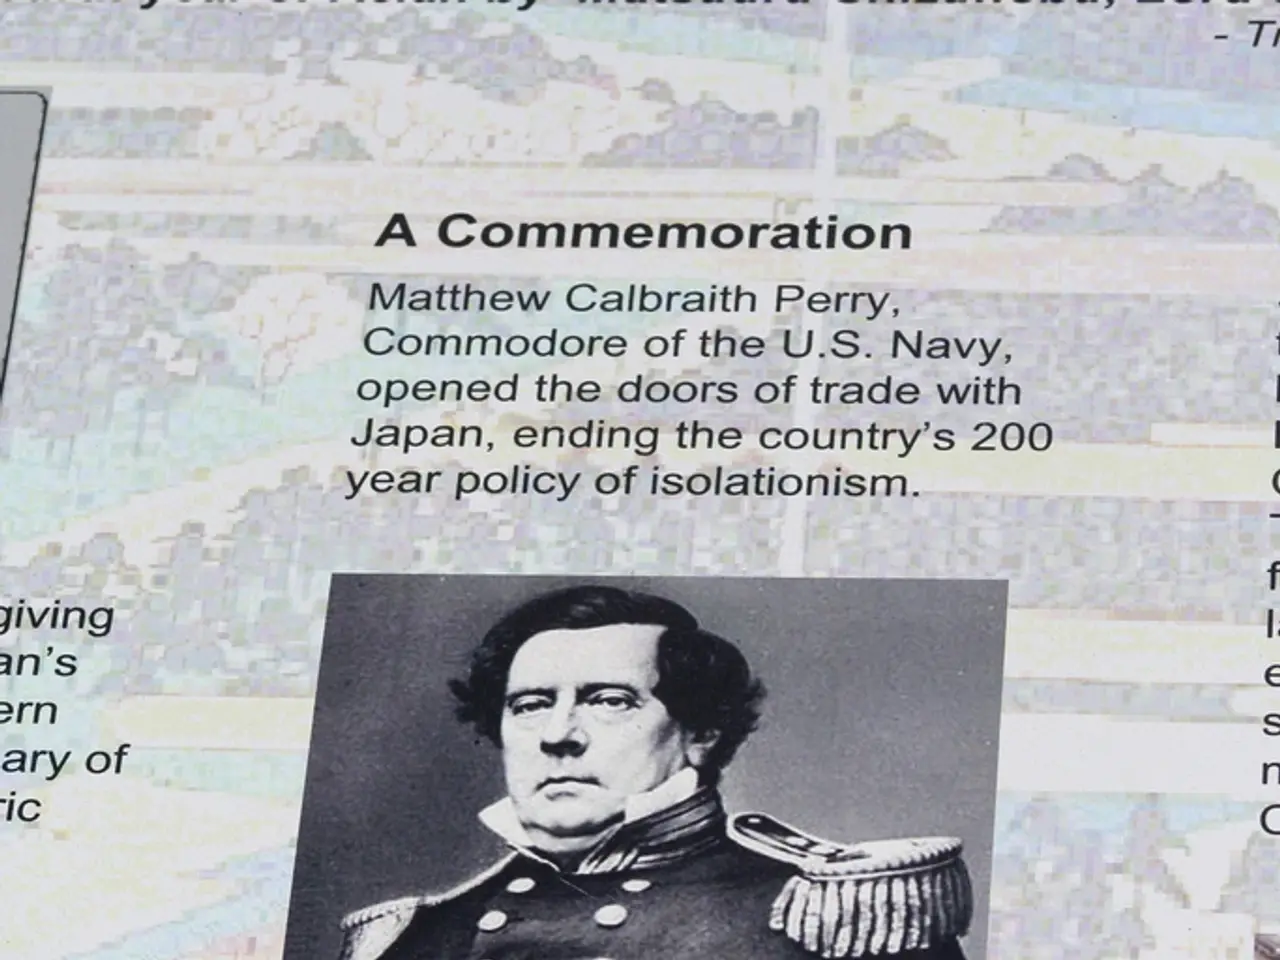 A Commemoration
Matthew Calbraith Perry,
Commodore of the U.S. Navy,
opened the doors of trade with
Japan, ending the country's 200
year policy of isolationism.
giving
an's
ern
ary of
ric